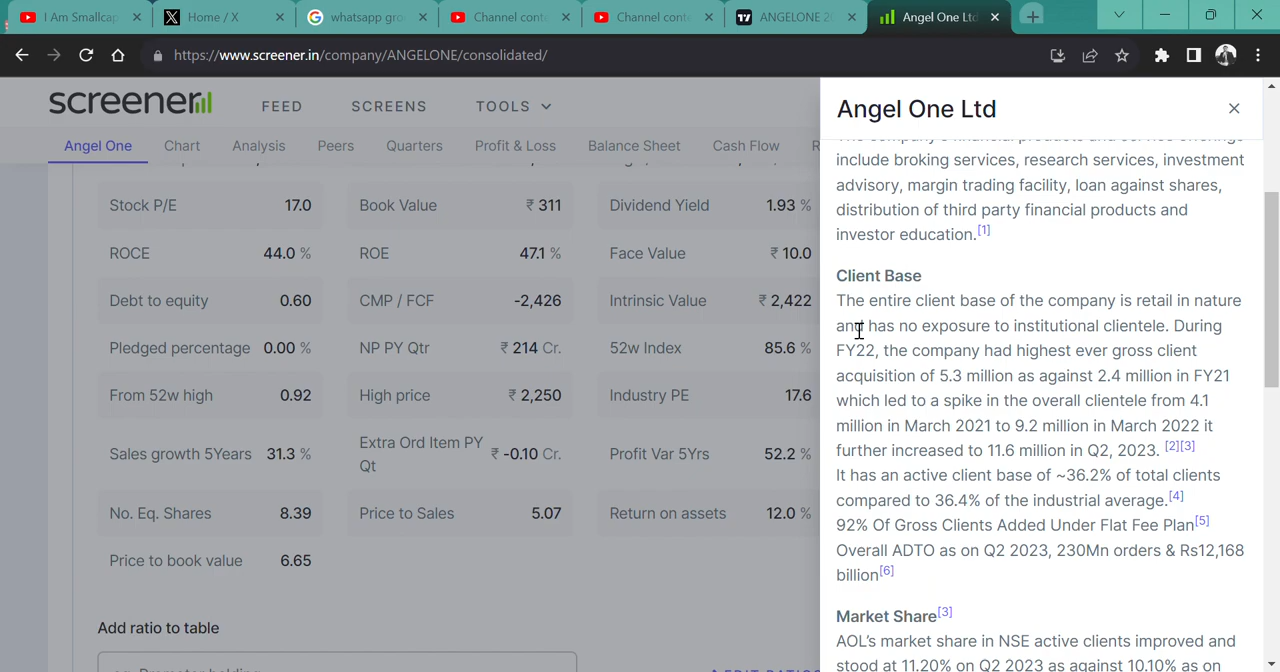 I Am Smallcap
Home / X
whatsapp gro
Channel cont
Channel cont
ANGELONE 20
Angel One Ltd
https://www.screener.in/company/ANGELONE/consolidated/
screener
FEED
SCREENS
TOOLS
Angel One
Chart
Analysis
Peers
Quarters
Profit & Loss
Balance Sheet
Cash Flow
Stock P/E 17.0
Book Value ₹ 311
Dividend Yield 1.93 %
ROCE 44.0 %
ROE 47.1 %
Face Value ₹ 10.0
Debt to equity 0.60
CMP / FCF -2,426
Intrinsic Value ₹ 2,422
Pledged percentage 0.00 %
NP PY Qtr ₹ 214 Cr.
52w Index 85.6 %
From 52w high 0.92
High price ₹ 2,250
Industry PE 17.6
Sales growth 5Years 31.3 %
Extra Ord Item PY
Qt
₹ -0.10 Cr.
Profit Var 5Yrs 52.2 %
No. Eq. Shares 8.39
Price to Sales 5.07
Return on assets 12.0 %
Price to book value 6.65
Add ratio to table
eg. Promoter holding
EDIT RATIOS
Angel One Ltd
The company's financial products and service offerings
include broking services, research services, investment
advisory, margin trading facility, loan against shares,
distribution of third party financial products and
investor education.[1]
Client Base
The entire client base of the company is retail in nature
and has no exposure to institutional clientele. During
FY22, the company had highest ever gross client
acquisition of 5.3 million as against 2.4 million in FY21
which led to a spike in the overall clientele from 4.1
million in March 2021 to 9.2 million in March 2022 it
further increased to 11.6 million in Q2, 2023. [2][3]
It has an active client base of ~36.2% of total clients
compared to 36.4% of the industrial average.[4]
92% Of Gross Clients Added Under Flat Fee Plan[5]
Overall ADTO as on Q2 2023, 230Mn orders & Rs12,168
billion[6]
Market Share[3]
AOL's market share in NSE active clients improved and
stood at 11.20% on Q2 2023 as against 10.10% as on